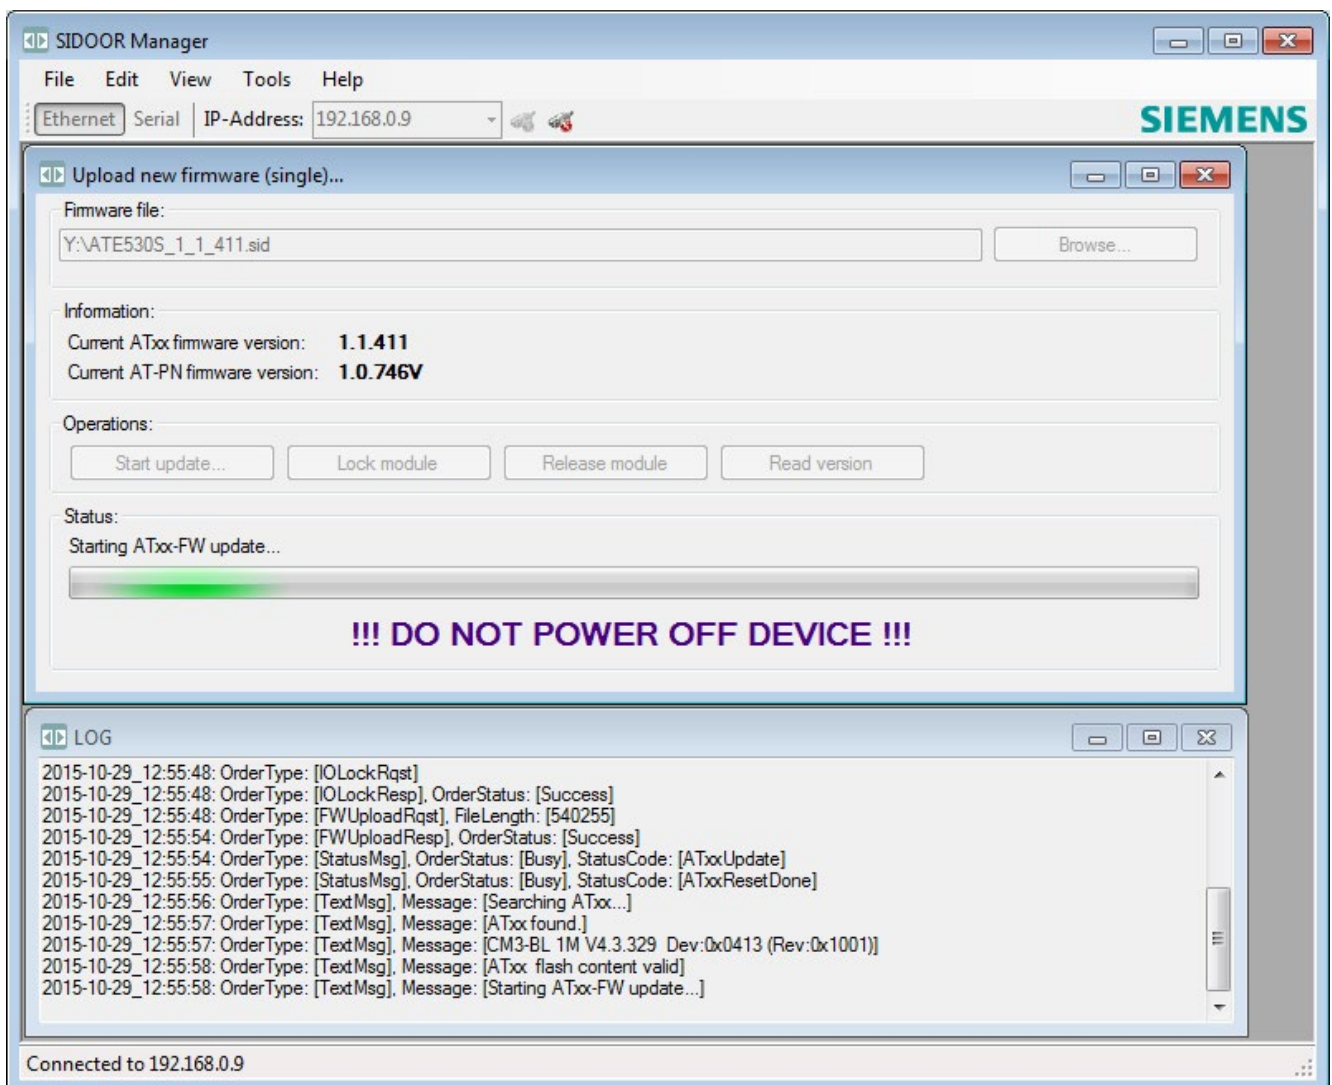 SIDOOR Manager
File Edit View Tools Help
Ethernet Serial IP-Address: 192.168.0.9 SIEMENS
Upload new firmware (single)...
Firmware file:
Y:\ATE530S_1_1_411.sid Browse...
Information:
Current ATxx firmware version: 1.1.411
Current AT-PN firmware version: 1.0.746V
Operations:
Start update... Lock module Release module Read version
Status:
Starting ATxx-FW update...
!!! DO NOT POWER OFF DEVICE !!!
LOG
2015-10-29_12:55:48: OrderType: [IOLockRqst]
2015-10-29_12:55:48: OrderType: [IOLockResp], OrderStatus: [Success]
2015-10-29_12:55:48: OrderType: [FWUploadRqst], FileLength: [540255]
2015-10-29_12:55:54: OrderType: [FWUploadResp], OrderStatus: [Success]
2015-10-29_12:55:54: OrderType: [StatusMsg], OrderStatus: [Busy], StatusCode: [ATxxUpdate]
2015-10-29_12:55:55: OrderType: [StatusMsg], OrderStatus: [Busy], StatusCode: [ATxxResetDone]
2015-10-29_12:55:56: OrderType: [TextMsg], Message: [Searching ATxx...]
2015-10-29_12:55:57: OrderType: [TextMsg], Message: [ATxx found.]
2015-10-29_12:55:57: OrderType: [TextMsg], Message: [CM3-BL 1M V4.3.329 Dev:0x0413 (Rev:0x1001)]
2015-10-29_12:55:58: OrderType: [TextMsg], Message: [ATxx flash content valid]
2015-10-29_12:55:58: OrderType: [TextMsg], Message: [Starting ATxx-FW update...]
Connected to 192.168.0.9